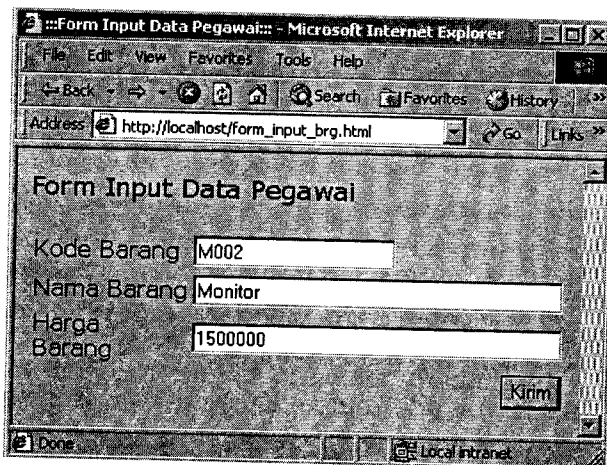 :::Form Input Data Pegawai::: - Microsoft Internet Explorer
File Edit View Favorites Tools Help
Back Search Favorites History »
Address http://localhost/form_input_brg.html Go Links »
Form Input Data Pegawai
Kode Barang M002
Nama Barang Monitor
Harga Barang 1500000
Kirim
Done Local intranet